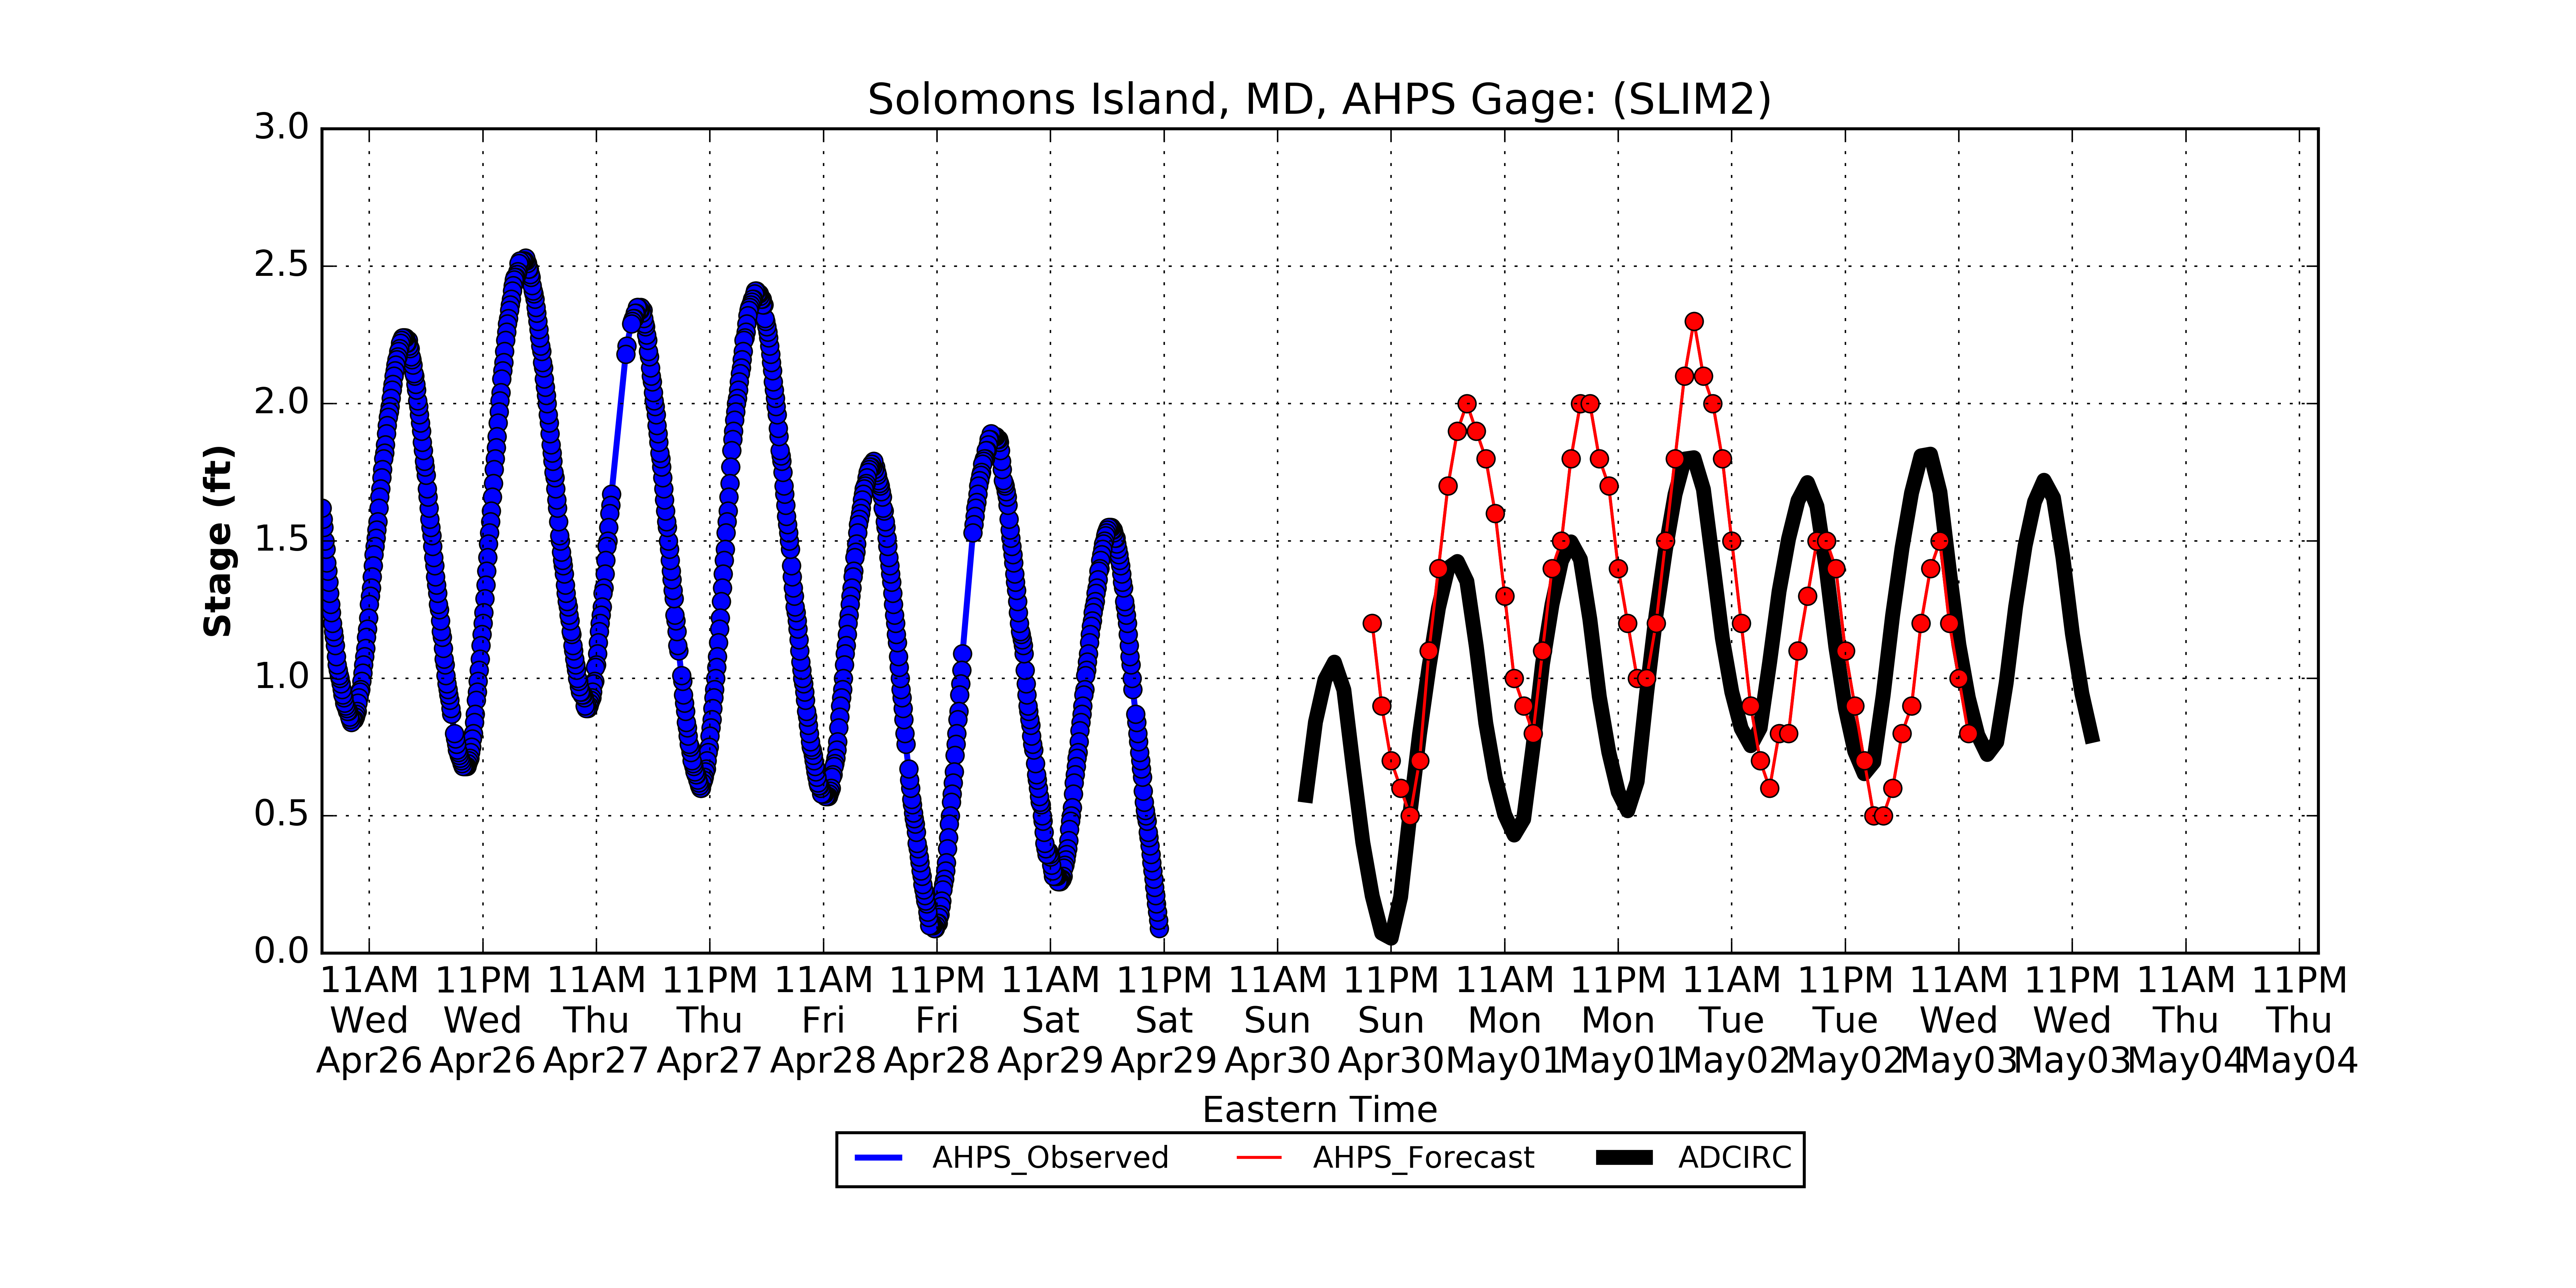 Solomons Island, MD, AHPS Gage: (SLIM2)
3.0
2.5
2.0
1.5
1.0
0.5
0.0
Stage (ft)
11AM 11PM 11AM 11PM 11AM 11PM 11AM 11PM 11AM 11PM 11AM 11PM 11AM 11PM 11AM 11PM 11AM 11PM
Wed Wed Thu Thu Fri Fri Sat Sat Sun Sun Mon Mon Tue Tue Wed Wed Thu Thu
Apr26 Apr26 Apr27 Apr27 Apr28 Apr28 Apr29 Apr29 Apr30 Apr30 May01 May01 May02 May02 May03 May03 May04 May04
Eastern Time
AHPS_Observed AHPS_Forecast ADCIRC